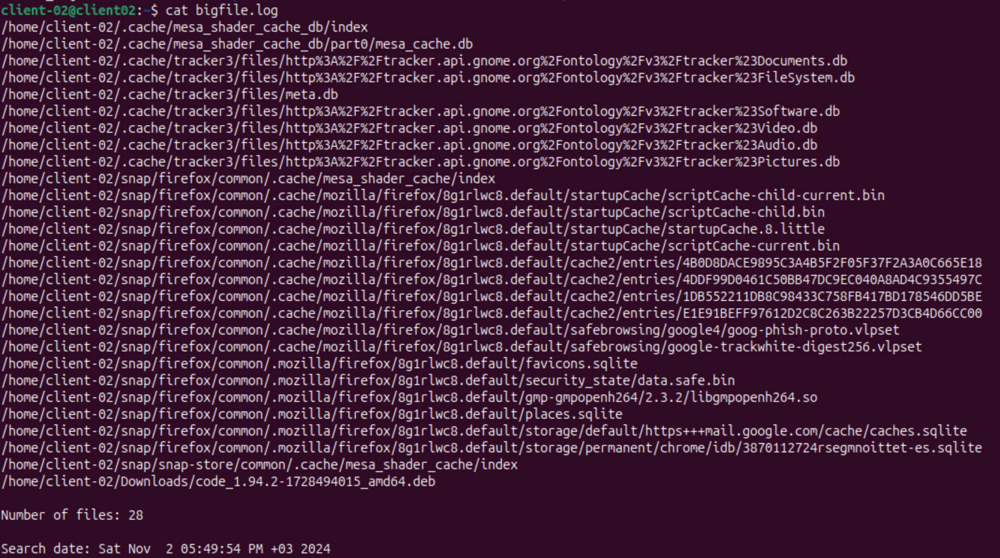 client-02@client02:~$ cat bigfile.log
/home/client-02/.cache/mesa_shader_cache_db/index
/home/client-02/.cache/mesa_shader_cache_db/part0/mesa_cache.db
/home/client-02/.cache/tracker3/files/http%3A%2F%2Ftracker.api.gnome.org%2Fontology%2Fv3%2Ftracker%23Documents.db
/home/client-02/.cache/tracker3/files/http%3A%2F%2Ftracker.api.gnome.org%2Fontology%2Fv3%2Ftracker%23FileSystem.db
/home/client-02/.cache/tracker3/files/meta.db
/home/client-02/.cache/tracker3/files/http%3A%2F%2Ftracker.api.gnome.org%2Fontology%2Fv3%2Ftracker%23Software.db
/home/client-02/.cache/tracker3/files/http%3A%2F%2Ftracker.api.gnome.org%2Fontology%2Fv3%2Ftracker%23Video.db
/home/client-02/.cache/tracker3/files/http%3A%2F%2Ftracker.api.gnome.org%2Fontology%2Fv3%2Ftracker%23Audio.db
/home/client-02/.cache/tracker3/files/http%3A%2F%2Ftracker.api.gnome.org%2Fontology%2Fv3%2Ftracker%23Pictures.db
/home/client-02/snap/firefox/common/.cache/mesa_shader_cache/index
/home/client-02/snap/firefox/common/.cache/mozilla/firefox/8g1rlwc8.default/startupCache/scriptCache-child-current.bin
/home/client-02/snap/firefox/common/.cache/mozilla/firefox/8g1rlwc8.default/startupCache/scriptCache-child.bin
/home/client-02/snap/firefox/common/.cache/mozilla/firefox/8g1rlwc8.default/startupCache/startupCache.8.little
/home/client-02/snap/firefox/common/.cache/mozilla/firefox/8g1rlwc8.default/startupCache/scriptCache-current.bin
/home/client-02/snap/firefox/common/.cache/mozilla/firefox/8g1rlwc8.default/cache2/entries/4B0D8DACE9895C3A4B5F2F05F37F2A3A0C665E18
/home/client-02/snap/firefox/common/.cache/mozilla/firefox/8g1rlwc8.default/cache2/entries/4DDF99D0461C50BB47DC9EC040A8AD4C9355497C
/home/client-02/snap/firefox/common/.cache/mozilla/firefox/8g1rlwc8.default/cache2/entries/1DB552211DB8C98433C758FB417BD178546DD5BE
/home/client-02/snap/firefox/common/.cache/mozilla/firefox/8g1rlwc8.default/cache2/entries/E1E91BEFF97612D2C8C263B22257D3CB4D66CC00
/home/client-02/snap/firefox/common/.cache/mozilla/firefox/8g1rlwc8.default/safebrowsing/google4/goog-phish-proto.vlpset
/home/client-02/snap/firefox/common/.cache/mozilla/firefox/8g1rlwc8.default/safebrowsing/google-trackwhite-digest256.vlpset
/home/client-02/snap/firefox/common/.mozilla/firefox/8g1rlwc8.default/favicons.sqlite
/home/client-02/snap/firefox/common/.mozilla/firefox/8g1rlwc8.default/security_state/data.safe.bin
/home/client-02/snap/firefox/common/.mozilla/firefox/8g1rlwc8.default/gmp-gmpopenh264/2.3.2/libgmpopenh264.so
/home/client-02/snap/firefox/common/.mozilla/firefox/8g1rlwc8.default/places.sqlite
/home/client-02/snap/firefox/common/.mozilla/firefox/8g1rlwc8.default/storage/default/https+++mail.google.com/cache/caches.sqlite
/home/client-02/snap/firefox/common/.mozilla/firefox/8g1rlwc8.default/storage/permanent/chrome/idb/3870112724rsegmnoittet-es.sqlite
/home/client-02/snap/snap-store/common/.cache/mesa_shader_cache/index
/home/client-02/Downloads/code_1.94.2-1728494015_amd64.deb
Number of files: 28
Search date: Sat Nov  2 05:49:54 PM +03 2024